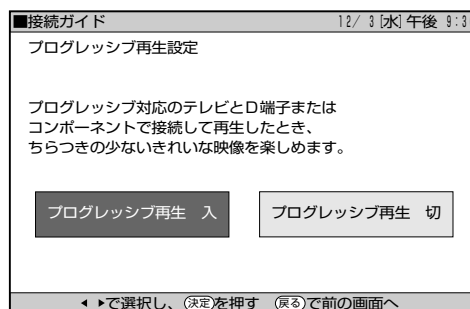 ■接続ガイド 12/ 3[水]午後 9:3
プログレッシブ再生設定
プログレッシブ対応のテレビとD端子または
コンポーネントで接続して再生したとき、
ちらつきの少ないきれいな映像を楽しめます。
プログレッシブ再生 入 プログレッシブ再生 切
◀ ▶で選択し、決定を押す 戻るで前の画面へ